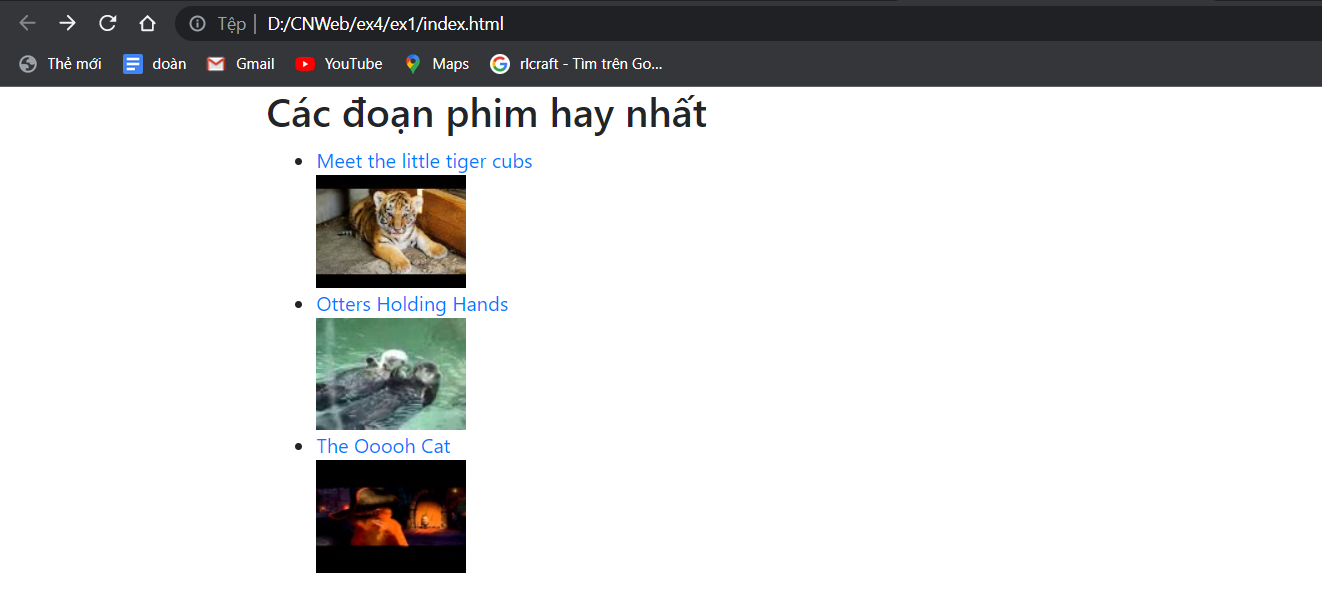 Tệp | D:/CNWeb/ex4/ex1/index.html
Thẻ mới doàn Gmail YouTube Maps rlcraft - Tìm trên Go...
Các đoạn phim hay nhất
Meet the little tiger cubs
Otters Holding Hands
The Ooooh Cat